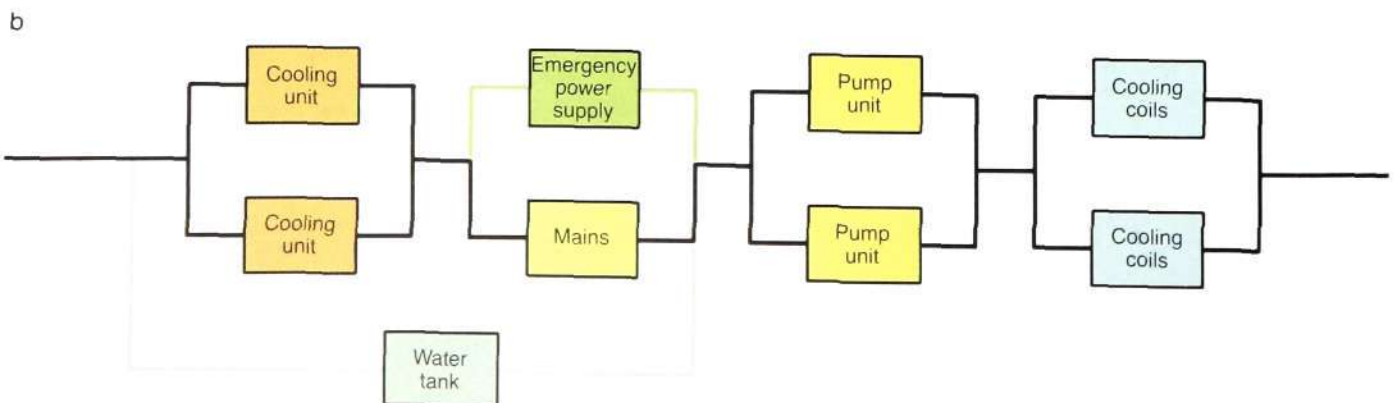 b
Cooling
unit
Emergency
power
supply
Pump
unit
Cooling
coils
Cooling
unit
Mains
Pump
unit
Cooling
coils
Water
tank